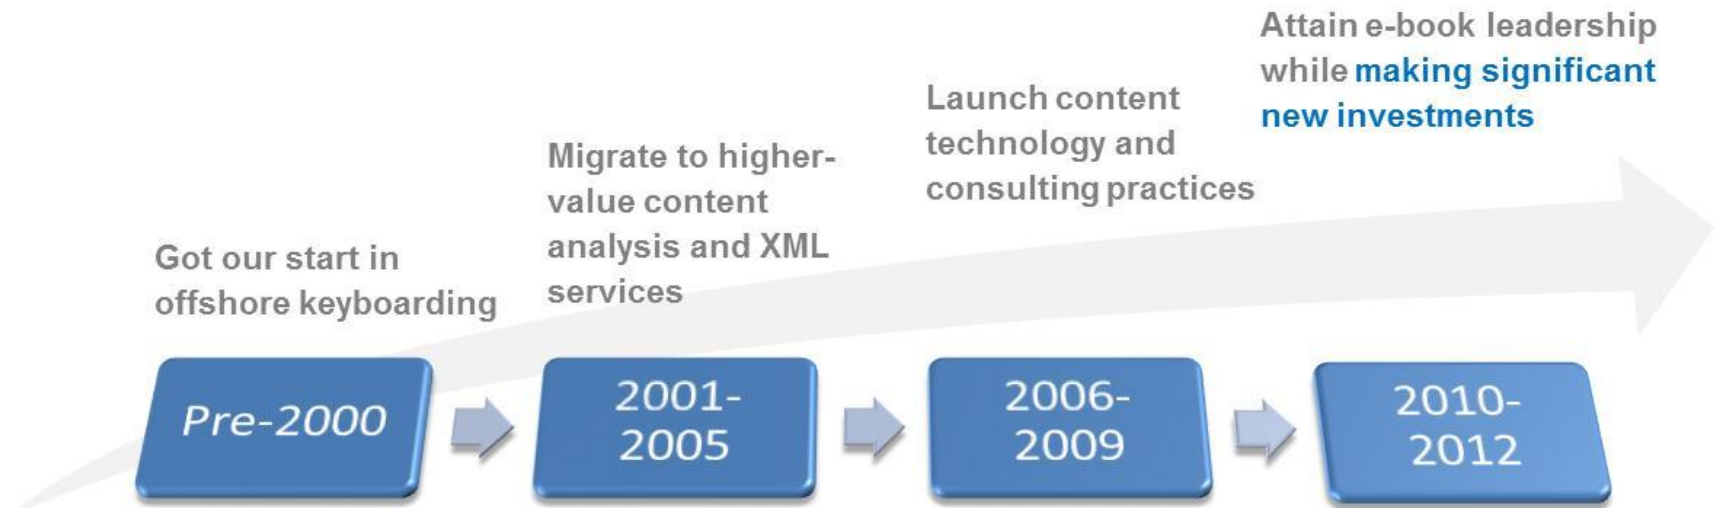 Got our start in
offshore keyboarding
Migrate to higher-
value content
analysis and XML
services
Launch content
technology and
consulting practices
Attain e-book leadership
while making significant
new investments
Pre-2000
2001-
2005
2006-
2009
2010-
2012